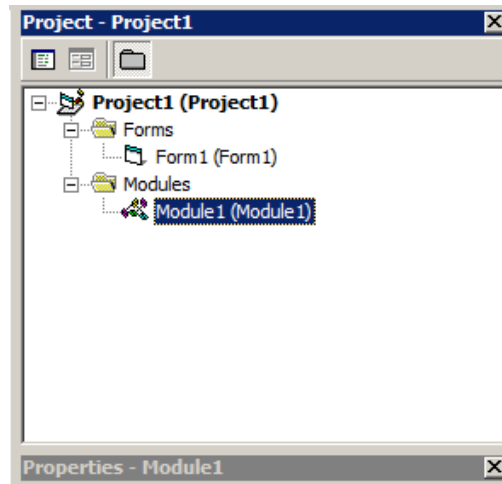 Project - Project1
Project1 (Project1)
Forms
Form1 (Form1)
Modules
Module1 (Module1)
Properties - Module1